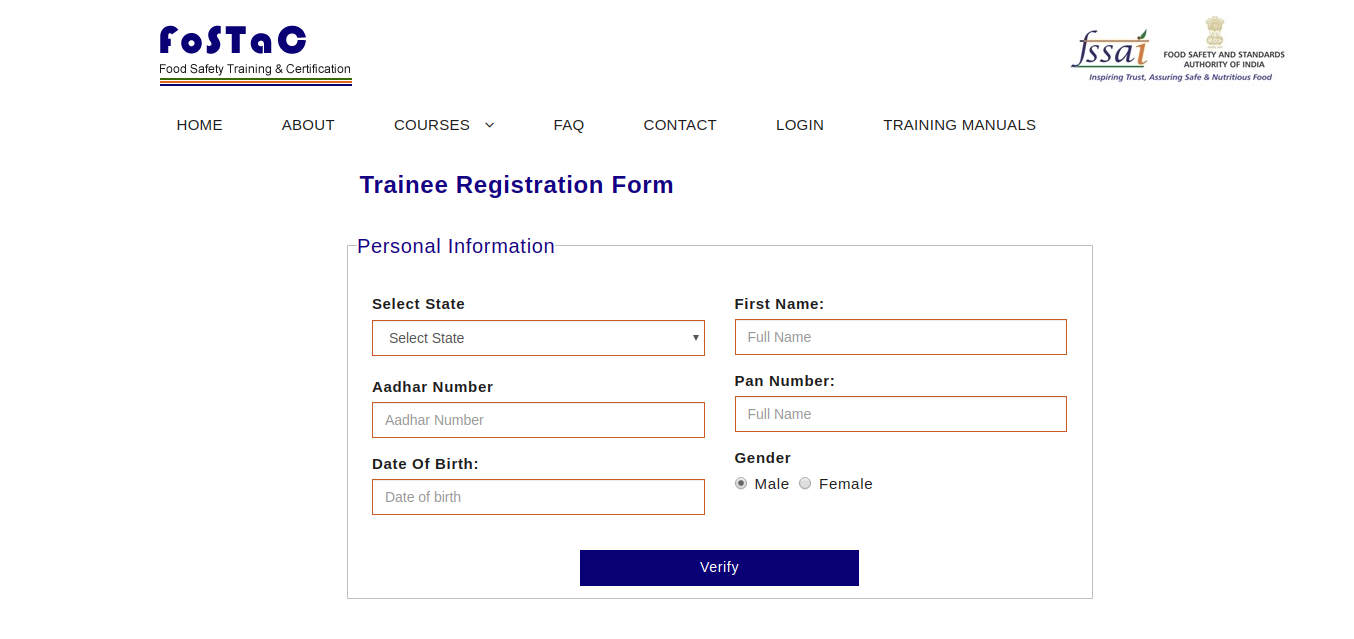 FoSTaC
Food Safety Training & Certification
fssai
FOOD SAFETY AND STANDARDS
AUTHORITY OF INDIA
Inspiring Trust, Assuring Safe & Nutritious Food
HOME ABOUT COURSES FAQ CONTACT LOGIN TRAINING MANUALS
Trainee Registration Form
Personal Information
Select State
Select State
First Name:
Full Name
Aadhar Number
Aadhar Number
Pan Number:
Full Name
Date Of Birth:
Date of birth
Gender
Male Female
Verify